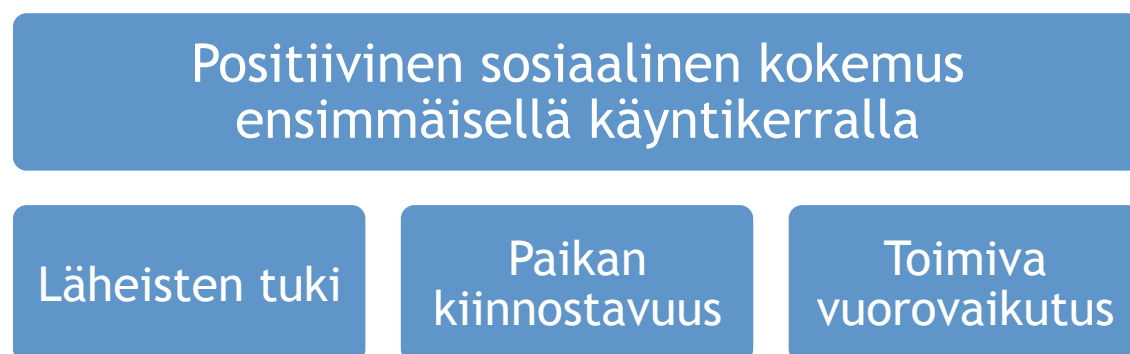 Positiivinen sosiaalinen kokemus
ensimmäisellä käyntikerralla
Läheisten tuki
Paikan
kiinnostavuus
Toimiva
vuorovaikutus